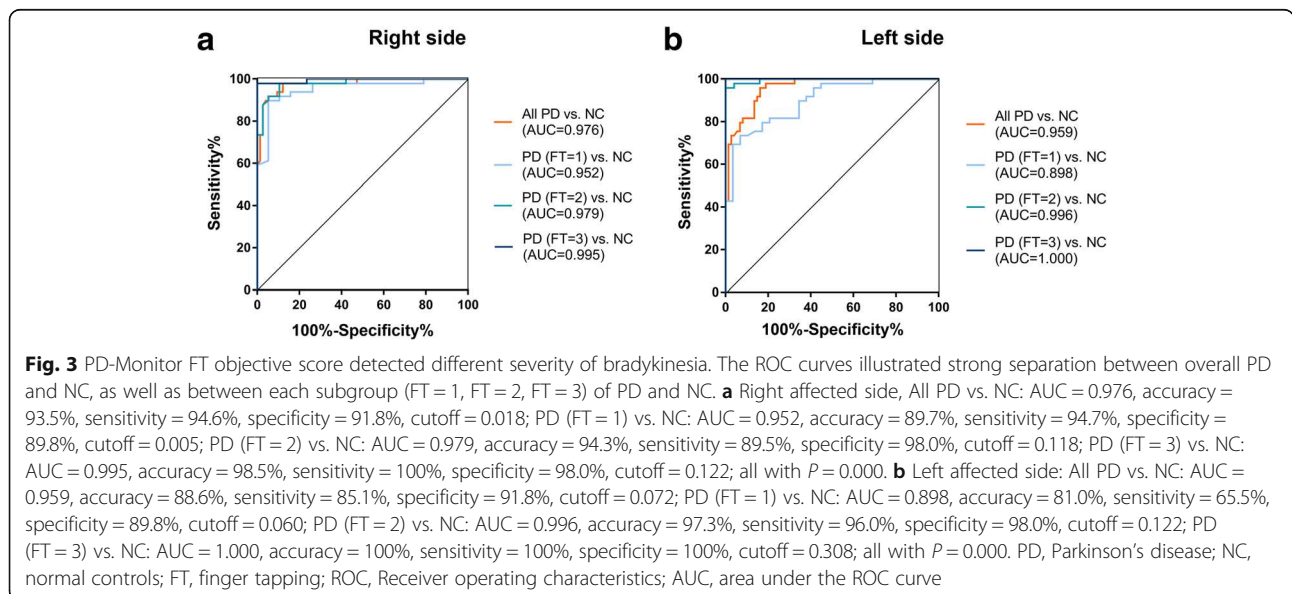 a
Right side
Sensitivity%
100
80
60
40
20
0
0
20
40
60
80
100
100%-Specificity%
All PD vs. NC
(AUC=0.976)
PD (FT=1) vs. NC
(AUC=0.952)
PD (FT=2) vs. NC
(AUC=0.979)
PD (FT=3) vs. NC
(AUC=0.995)
b
Left side
Sensitivity%
100
80
60
40
20
0
0
20
40
60
80
100
100%-Specificity%
All PD vs. NC
(AUC=0.959)
PD (FT=1) vs. NC
(AUC=0.898)
PD (FT=2) vs. NC
(AUC=0.996)
PD (FT=3) vs. NC
(AUC=1.000)
Fig. 3 PD-Monitor FT objective score detected different severity of bradykinesia. The ROC curves illustrated strong separation between overall PD
and NC, as well as between each subgroup (FT = 1, FT = 2, FT = 3) of PD and NC. a Right affected side, All PD vs. NC: AUC = 0.976, accuracy =
93.5%, sensitivity = 94.6%, specificity = 91.8%, cutoff = 0.018; PD (FT = 1) vs. NC: AUC = 0.952, accuracy = 89.7%, sensitivity = 94.7%, specificity =
89.8%, cutoff = 0.005; PD (FT = 2) vs. NC: AUC = 0.979, accuracy = 94.3%, sensitivity = 89.5%, specificity = 98.0%, cutoff = 0.118; PD (FT = 3) vs. NC:
AUC = 0.995, accuracy = 98.5%, sensitivity = 100%, specificity = 98.0%, cutoff = 0.122; all with P = 0.000. b Left affected side: All PD vs. NC: AUC =
0.959, accuracy = 88.6%, sensitivity = 85.1%, specificity = 91.8%, cutoff = 0.072; PD (FT = 1) vs. NC: AUC = 0.898, accuracy = 81.0%, sensitivity = 65.5%,
specificity = 89.8%, cutoff = 0.060; PD (FT = 2) vs. NC: AUC = 0.996, accuracy = 97.3%, sensitivity = 96.0%, specificity = 98.0%, cutoff = 0.122; PD
(FT = 3) vs. NC: AUC = 1.000, accuracy = 100%, sensitivity = 100%, specificity = 100%, cutoff = 0.308; all with P = 0.000. PD, Parkinson's disease; NC,
normal controls; FT, finger tapping; ROC, Receiver operating characteristics; AUC, area under the ROC curve